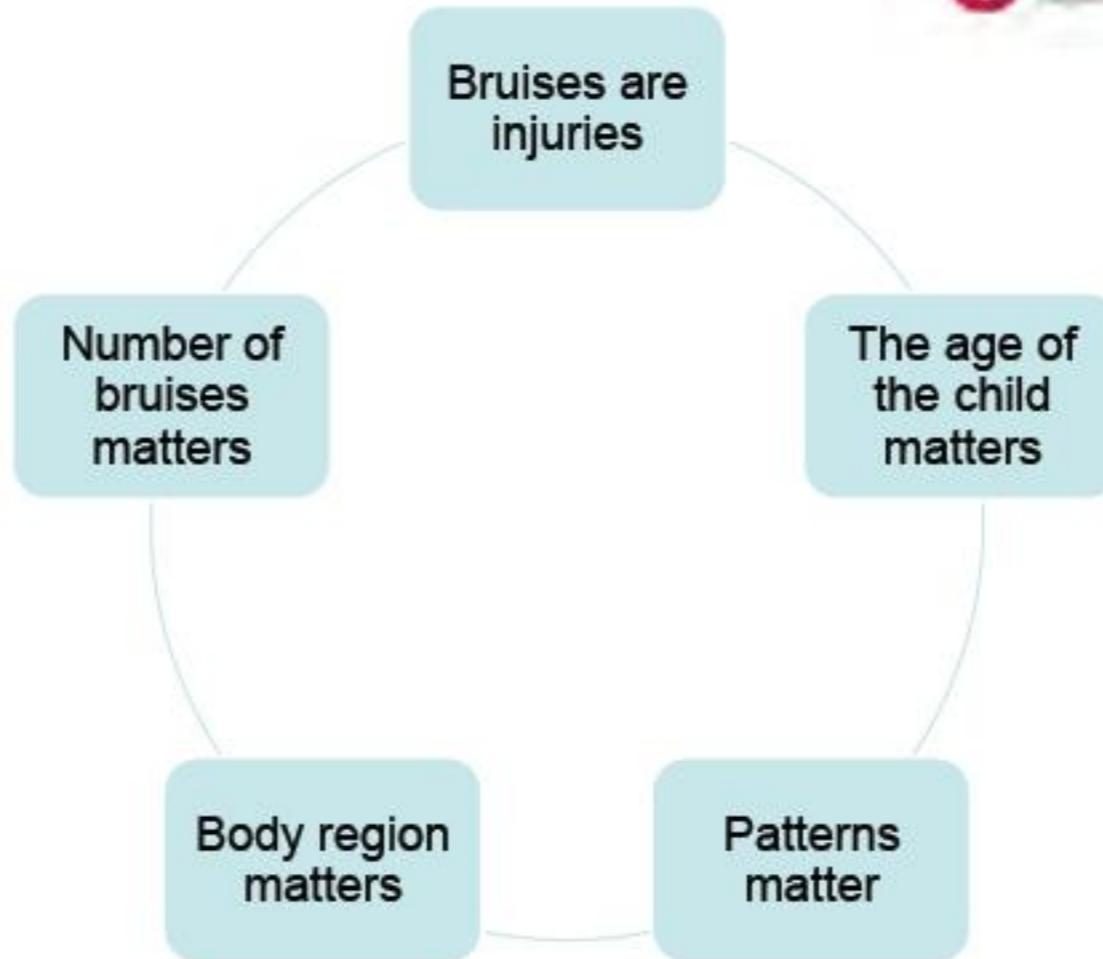 Bruises are
injuries
The age of
the child
matters
Patterns
matter
Body region
matters
Number of
bruises
matters